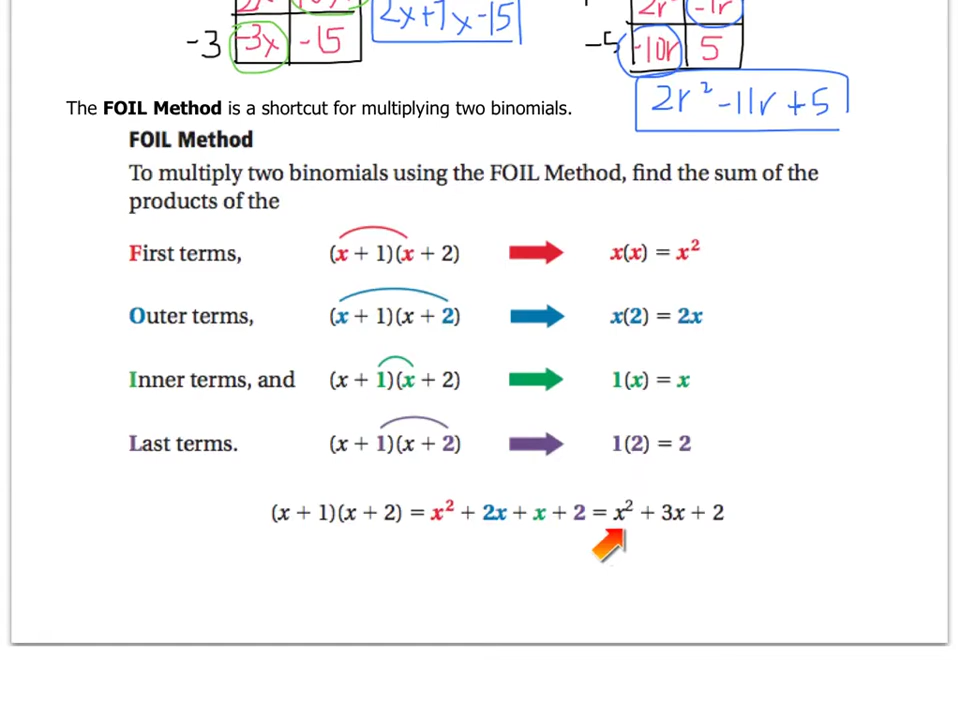 2x+7x-15
-3 -3x -15
2r -1r
-5 -10r 5
2r² -11r +5
The FOIL Method is a shortcut for multiplying two binomials.
FOIL Method
To multiply two binomials using the FOIL Method, find the sum of the
products of the
First terms, (x + 1)(x + 2) x(x) = x²
Outer terms, (x + 1)(x + 2) x(2) = 2x
Inner terms, and (x + 1)(x + 2) 1(x) = x
Last terms. (x + 1)(x + 2) 1(2) = 2
(x + 1)(x + 2) = x² + 2x + x + 2 = x² + 3x + 2